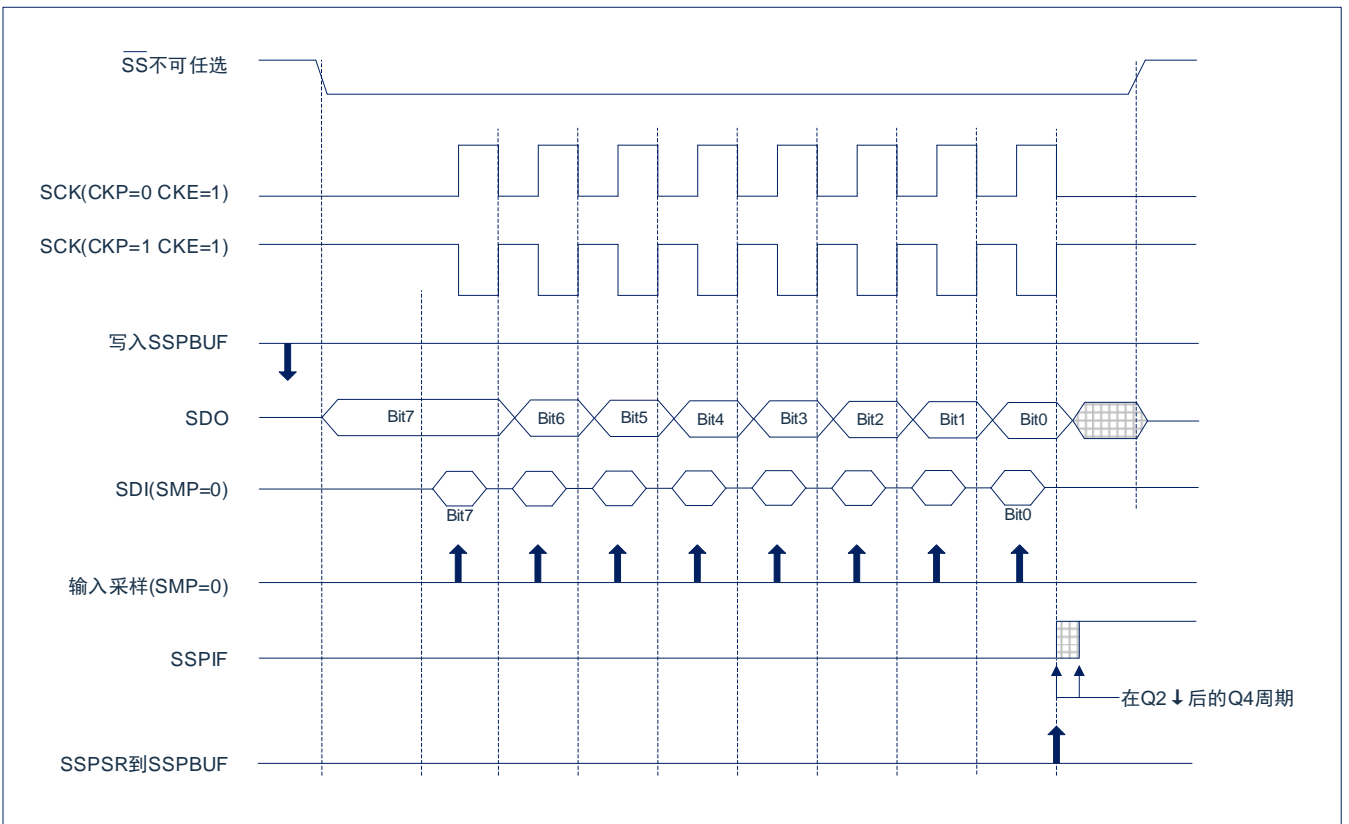 SS不可任选
SCK(CKP=0 CKE=1)
SCK(CKP=1 CKE=1)
写入SSPBUF
SDO
Bit7 Bit6 Bit5 Bit4 Bit3 Bit2 Bit1 Bit0
SDI(SMP=0)
Bit7 Bit0
输入采样(SMP=0)
SSPIF
在Q2↓后的Q4周期
SSPSR到SSPBUF